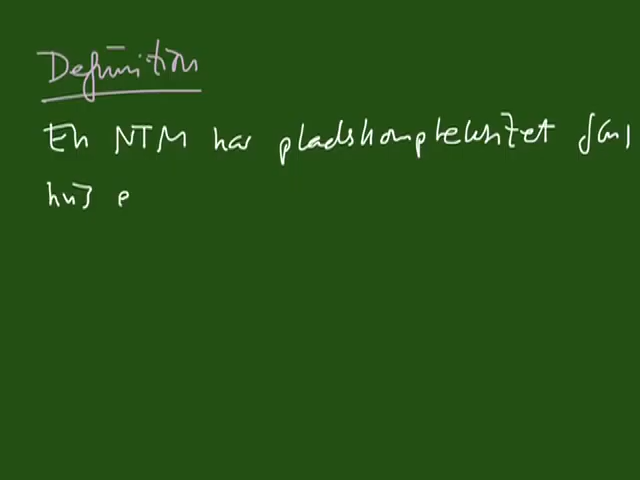 Definition
En NTM har pladskompleksitet f(n)
hvis